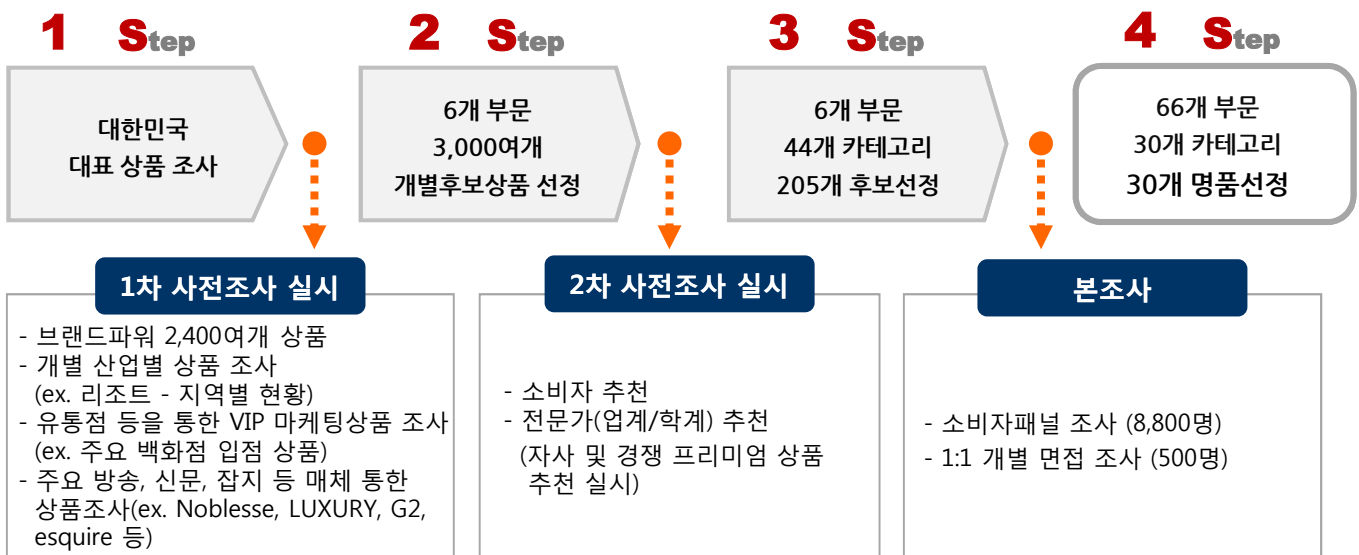 1 Step
대한민국
대표 상품 조사
2 Step
6개 부문
3,000여개
개별후보상품 선정
3 Step
6개 부문
44개 카테고리
205개 후보선정
4 Step
66개 부문
30개 카테고리
30개 명품선정
1차 사전조사 실시
- 브랜드파워 2,400여개 상품
- 개별 산업별 상품 조사
(ex. 리조트 - 지역별 현황)
- 유통점 등을 통한 VIP 마케팅상품 조사
(ex. 주요 백화점 입점 상품)
- 주요 방송, 신문, 잡지 등 매체 통한
상품조사(ex. Noblesse, LUXURY, G2,
esquire 등)
2차 사전조사 실시
- 소비자 추천
- 전문가(업계/학계) 추천
(자사 및 경쟁 프리미엄 상품
추천 실시)
본조사
- 소비자패널 조사 (8,800명)
- 1:1 개별 면접 조사 (500명)